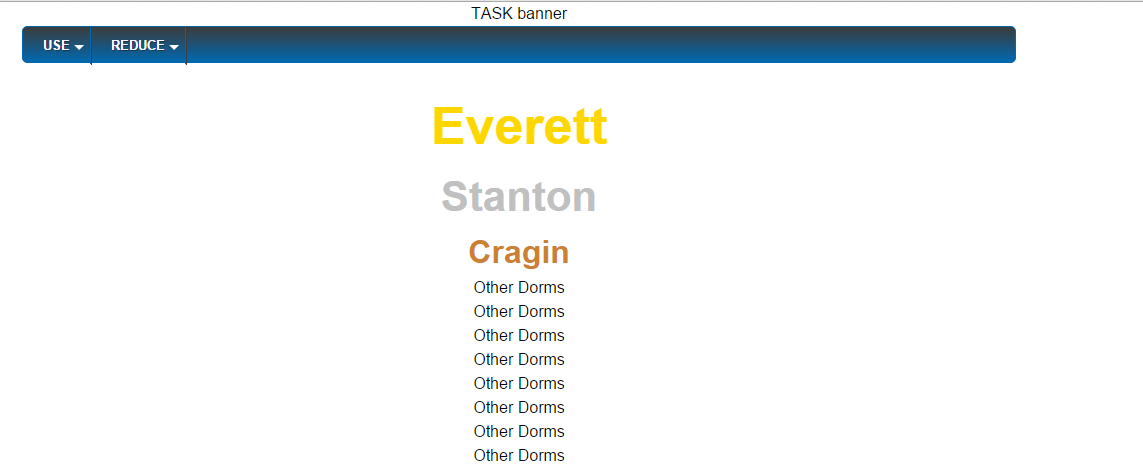 TASK banner
USE REDUCE
Everett
Stanton
Cragin
Other Dorms
Other Dorms
Other Dorms
Other Dorms
Other Dorms
Other Dorms
Other Dorms
Other Dorms